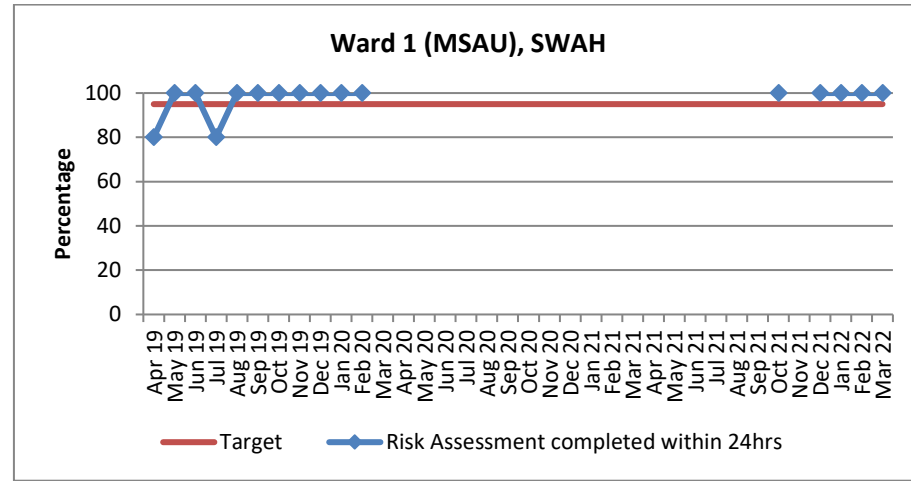 Ward 1 (MSAU), SWAH
Percentage
100
80
60
40
20
0
Apr 19
May 19
Jun 19
Jul 19
Aug 19
Sep 19
Oct 19
Nov 19
Dec 19
Jan 20
Feb 20
Mar 20
Apr 20
May 20
Jun 20
Jul 20
Aug 20
Sep 20
Oct 20
Nov 20
Dec 20
Jan 21
Feb 21
Mar 21
Apr 21
May 21
Jun 21
Jul 21
Aug 21
Sep 21
Oct 21
Nov 21
Dec 21
Jan 22
Feb 22
Mar 22
Target
Risk Assessment completed within 24hrs